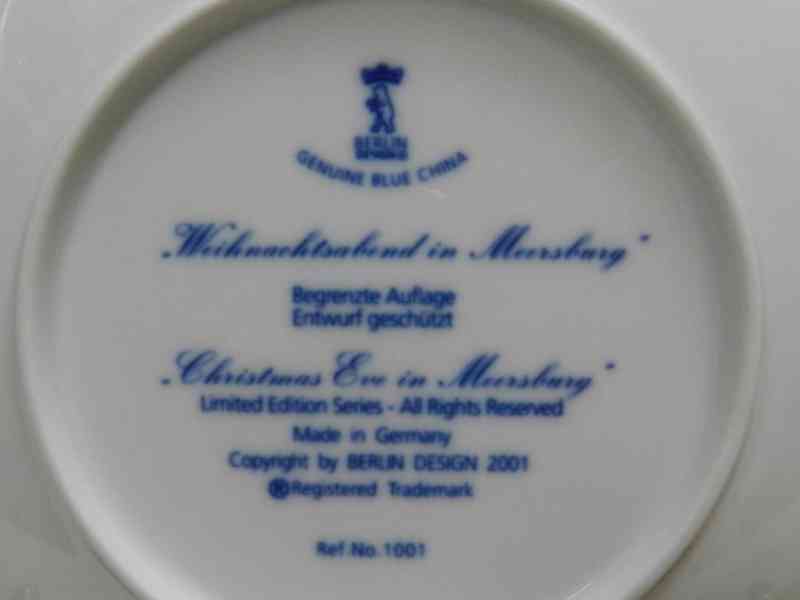 BERLIN
DESIGN
GENUINE BLUE CHINA
„Weihnachtsabend in Meersburg"
Begrenzte Auflage
Entwurf geschützt
„Christmas Eve in Meersburg"
Limited Edition Series - All Rights Reserved
Made in Germany
Copyright by BERLIN DESIGN 2001
®Registered Trademark
Ref.No.1001